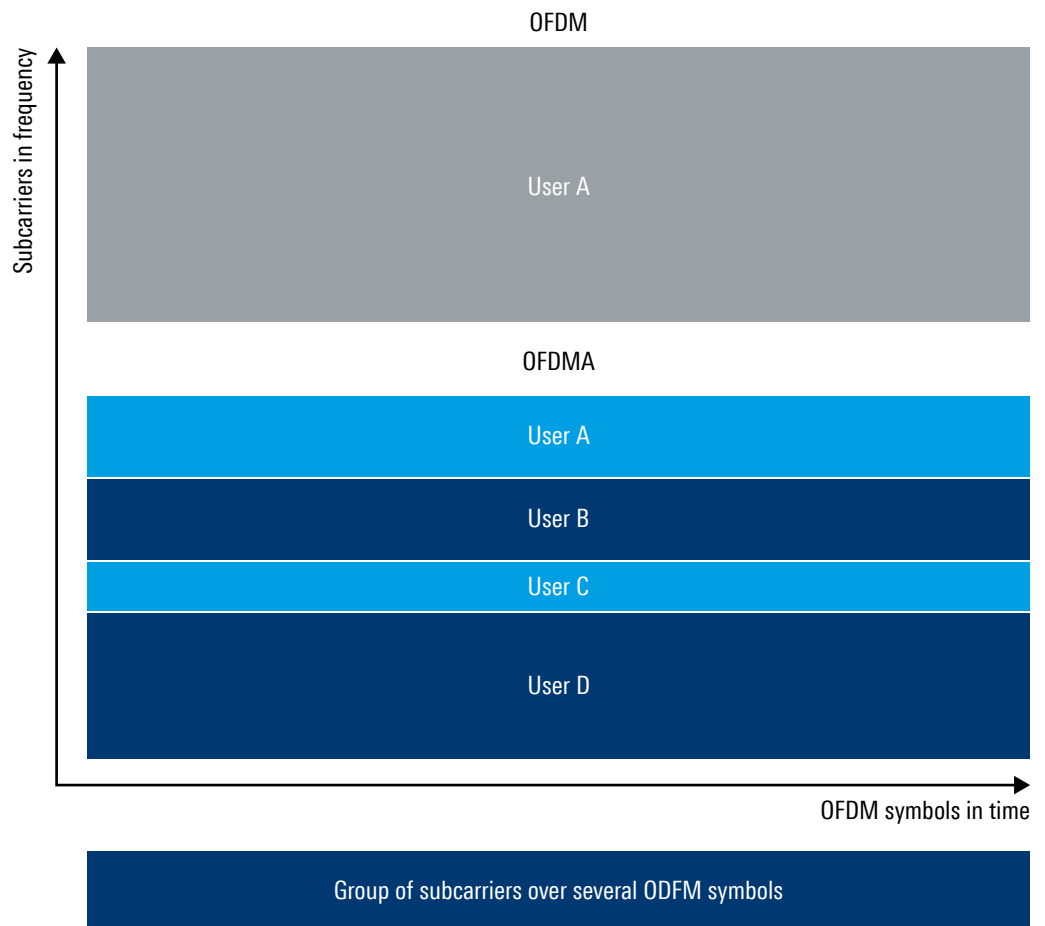 OFDM
Subcarriers in frequency
User A
OFDMA
User A
User B
User C
User D
OFDM symbols in time
Group of subcarriers over several ODFM symbols